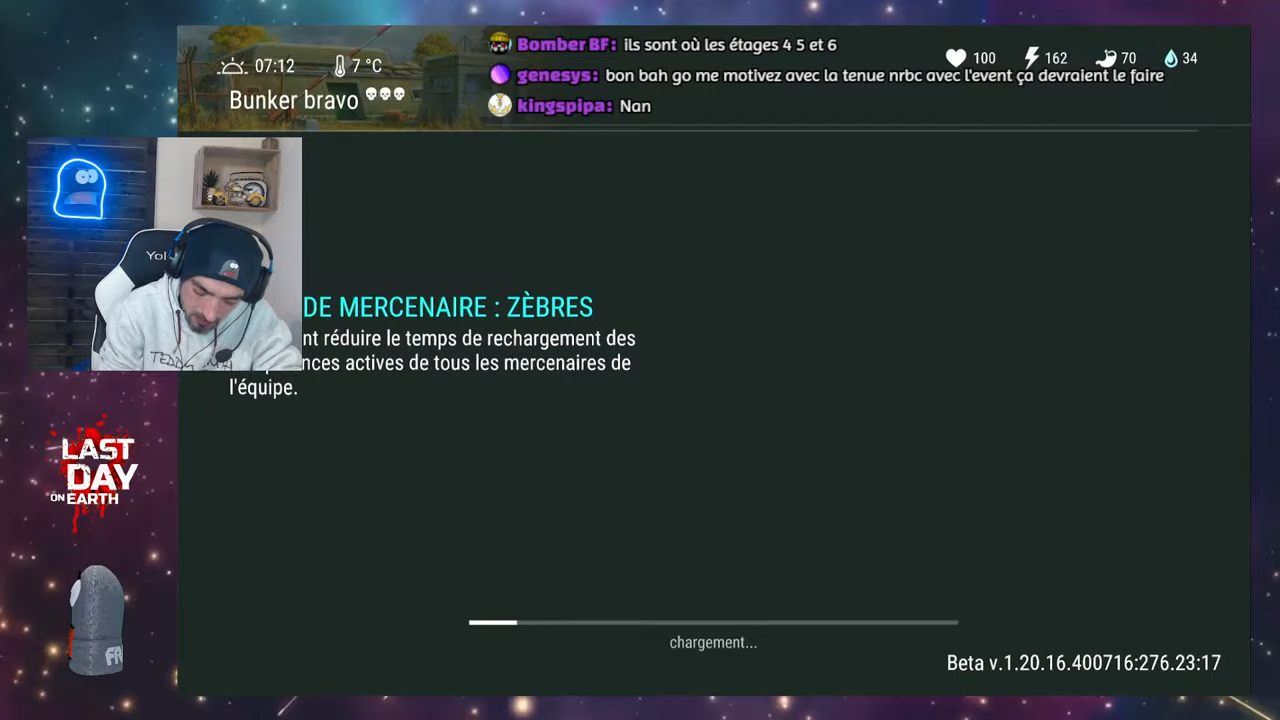 Bomber BF: ils sont où les étages 4 5 et 6
07:12
7 °C
100
162
70
34
genesys: bon bah go me motivez avec la tenue nrbc avec l'event ça devraient le faire
Bunker bravo
kingspipa: Nan
Yol
DE MERCENAIRE : ZÈBRES
nt réduire le temps de rechargement des
nces actives de tous les mercenaires de
l'équipe.
TEDDY
LAST
DAY
ON EARTH
FR
chargement...
Beta v.1.20.16.400716:276.23:17